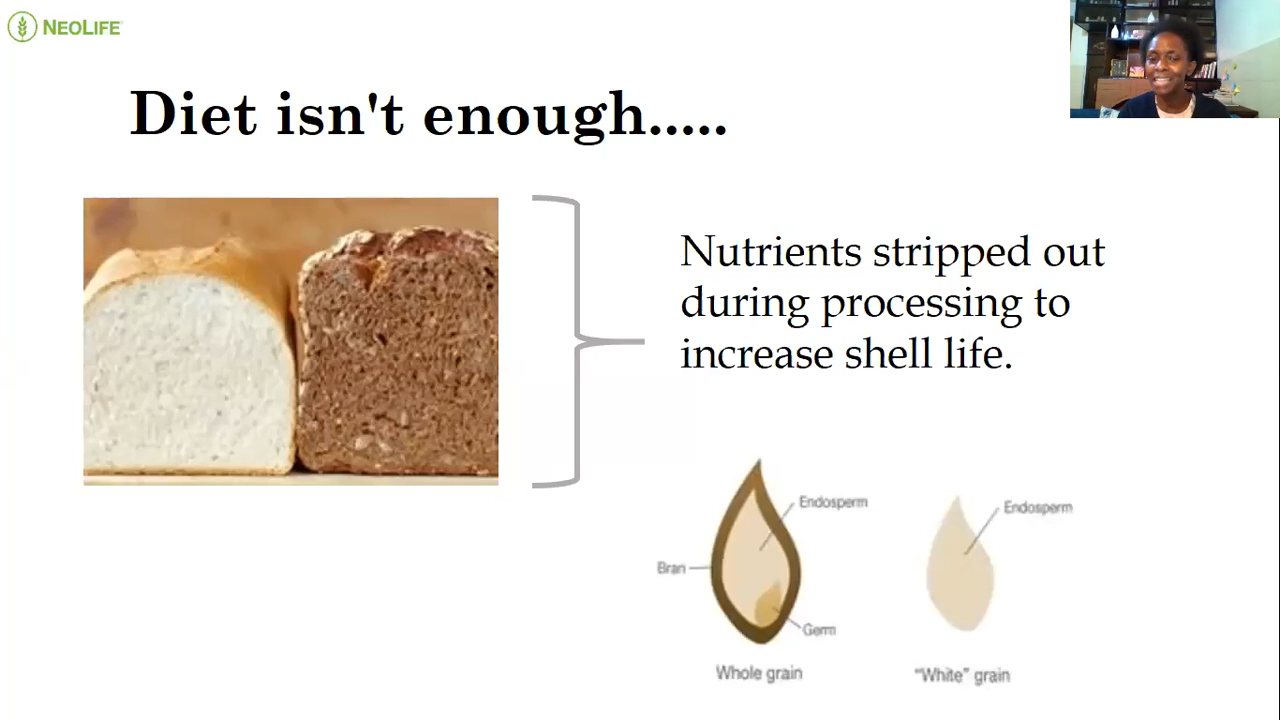 NEOLIFE
Diet isn't enough.....
Nutrients stripped out
during processing to
increase shell life.
Endosperm
Bran
Germ
Whole grain
Endosperm
“White” grain